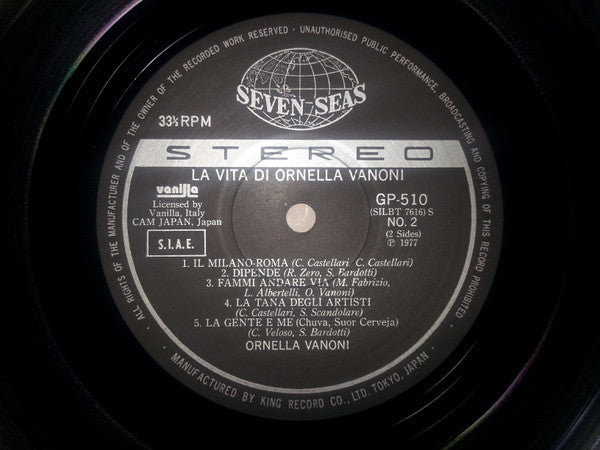 ALL RIGHTS OF THE MANUFACTURER AND OF THE OWNER OF THE RECORDED WORK RESERVED · UNAUTHORISED PUBLIC PERFORMANCE, BROADCASTING AND COPYING OF THIS RECORD PROHIBITED
SEVEN SEAS
33⅓ RPM
STEREO
LA VITA DI ORNELLA VANONI
vanilla
Licensed by
Vanilla, Italy
CAM JAPAN, Japan
S.I.A.E.
GP-510
(SILBT 7616) S
NO. 2
(2 Sides)
℗ 1977
1. IL MILANO-ROMA (C. Castellari C. Castellari)
2. DIPENDE (R. Zero, S. Bardotti)
3. FAMMI ANDARE VIA (M. Fabrizio,
L. Albertelli, O. Vanoni)
4. LA TANA DEGLI ARTISTI
(C. Castellari, S. Scandolare)
5. LA GENTE E ME (Chuva, Suor Cerveja)
(C. Veloso, S. Bardotti)
ORNELLA VANONI
· MANUFACTURED BY KING RECORD CO., LTD. TOKYO, JAPAN ·